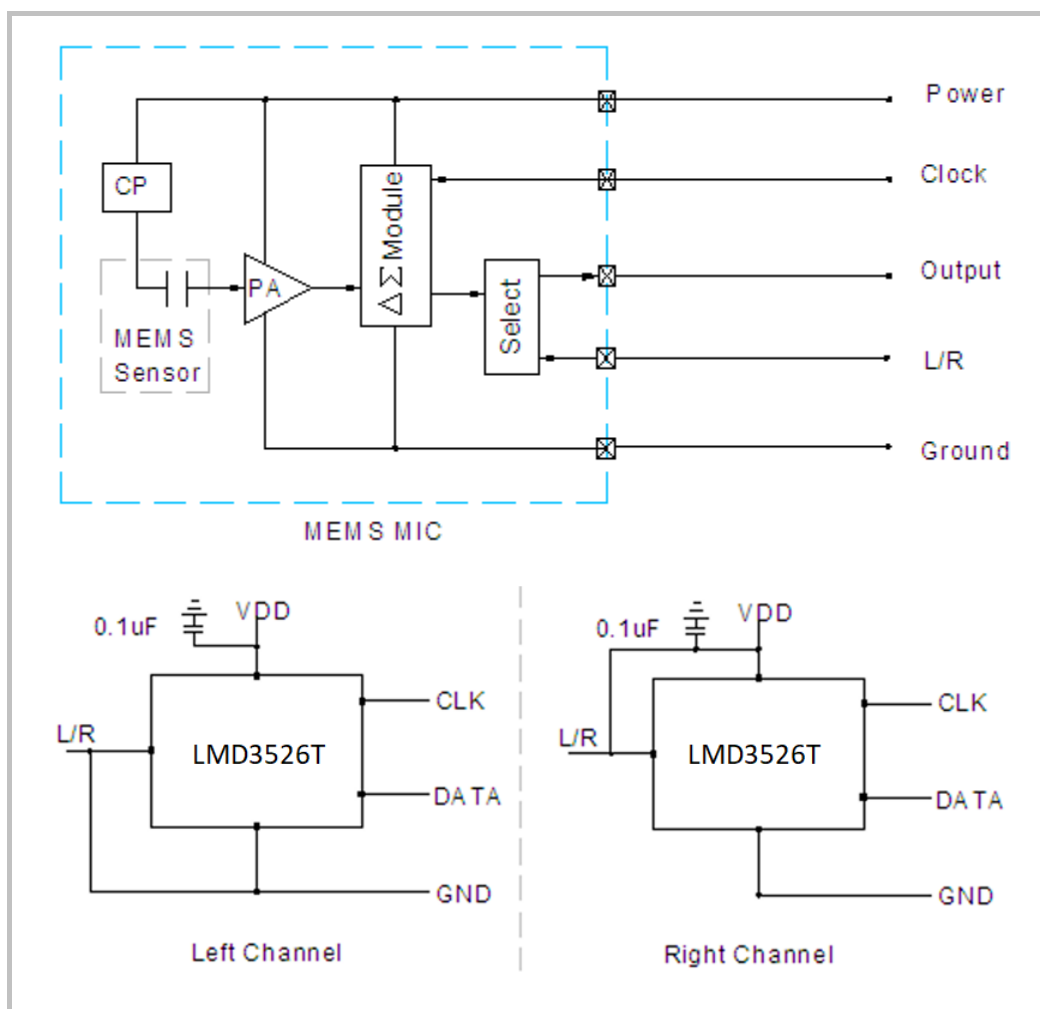 Power
CP
ΔΣ Module
Clock
PA
Select
Output
MEMS
Sensor
L/R
Ground
MEMS MIC
0.1uF
VDD
CLK
L/R
LMD3526T
DATA
GND
Left Channel
0.1uF
VDD
CLK
L/R
LMD3526T
DATA
GND
Right Channel